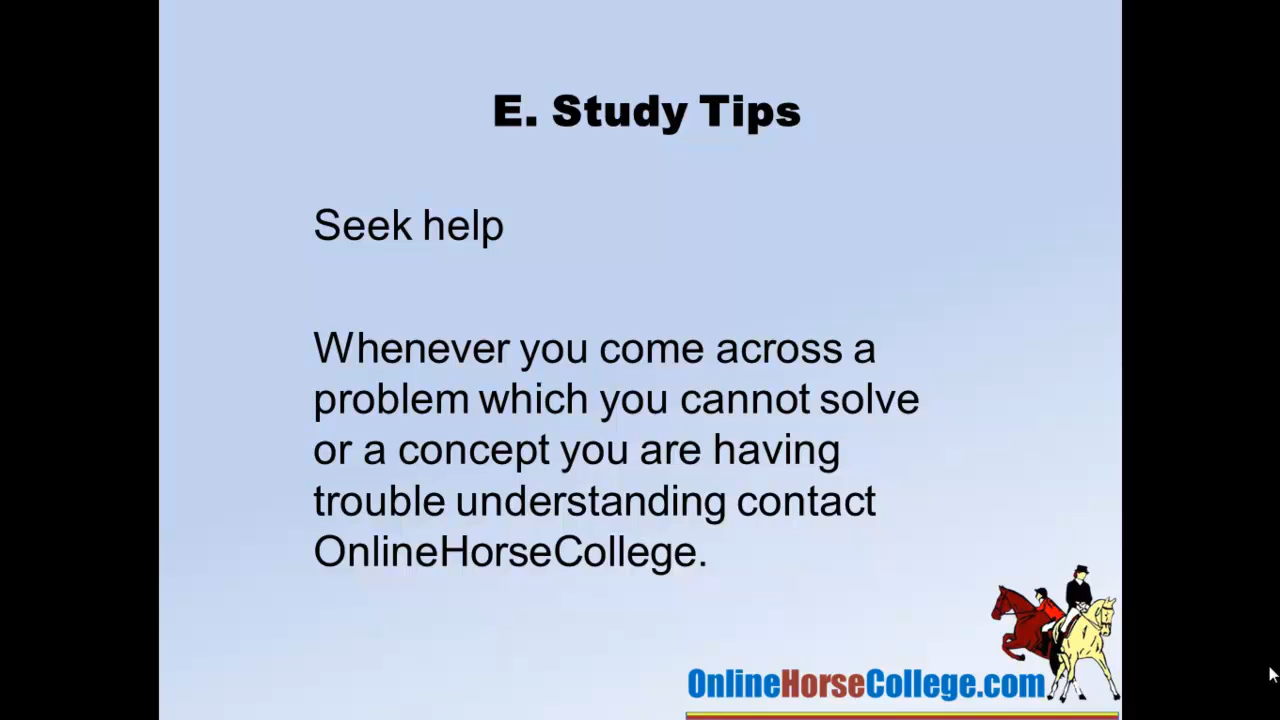 E. Study Tips
Seek help
Whenever you come across a
problem which you cannot solve
or a concept you are having
trouble understanding contact
OnlineHorseCollege.
OnlineHorseCollege.com